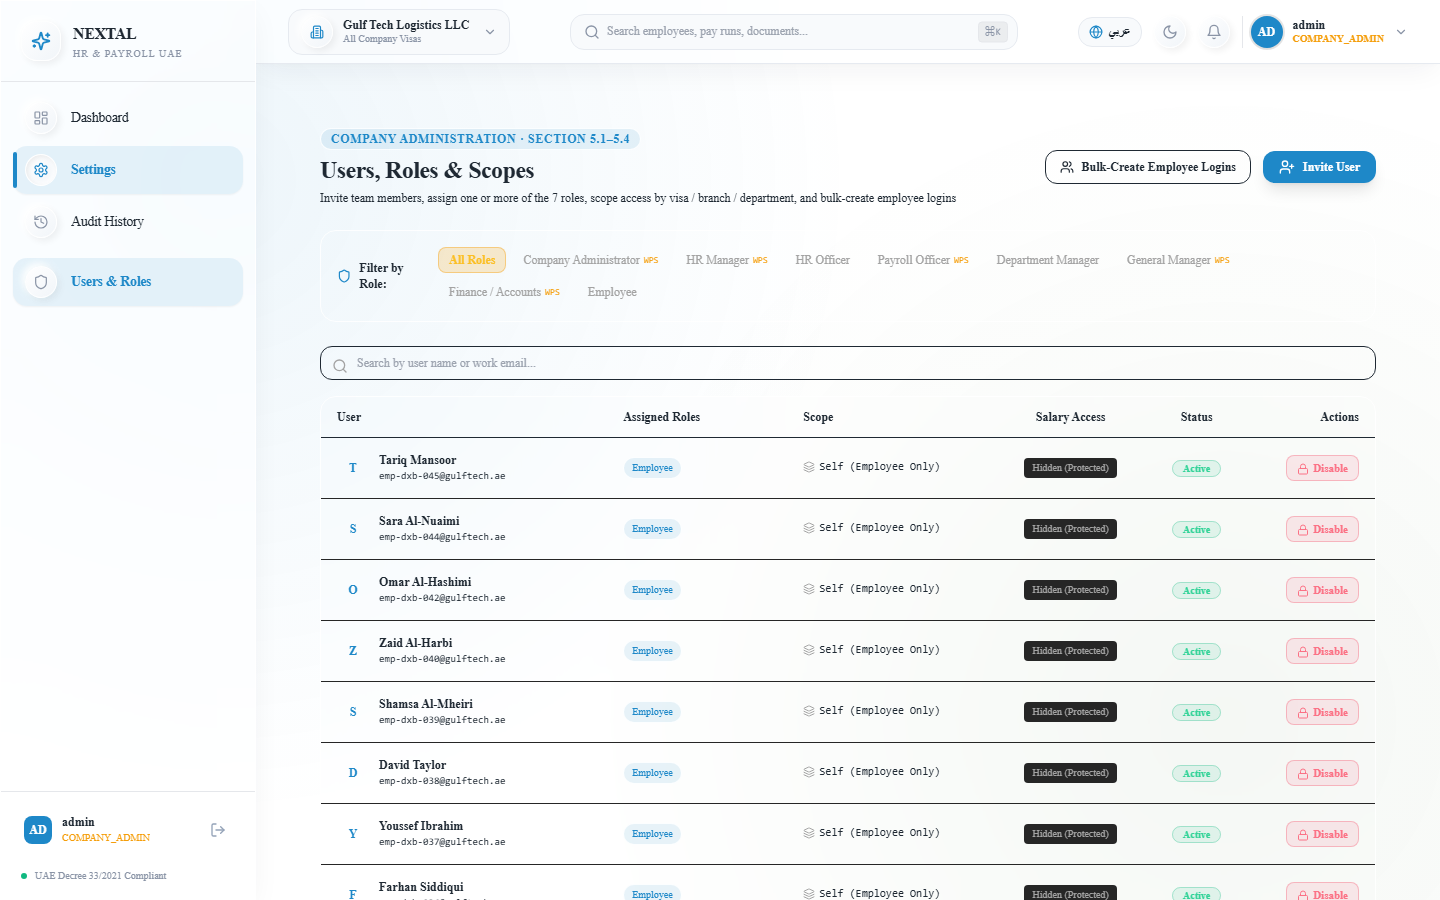 NEXTAL
HR & PAYROLL UAE
Dashboard
Settings
Audit History
Users & Roles
AD
admin
COMPANY_ADMIN
UAE Decree 33/2021 Compliant
Gulf Tech Logistics LLC
All Company Visas
Search employees, pay runs, documents...
⌘K
عربي
AD
admin
COMPANY_ADMIN
COMPANY ADMINISTRATION · SECTION 5.1–5.4
Users, Roles & Scopes
Invite team members, assign one or more of the 7 roles, scope access by visa / branch / department, and bulk-create employee logins
Bulk-Create Employee Logins
Invite User
Filter by Role:
All Roles
Company Administrator WPS
HR Manager WPS
HR Officer
Payroll Officer WPS
Department Manager
General Manager WPS
Finance / Accounts WPS
Employee
Search by user name or work email...
User Assigned Roles Scope Salary Access Status Actions
T Tariq Mansoor Employee Self (Employee Only) Hidden (Protected) Active Disable
emp-dxb-045@gulftech.ae
S Sara Al-Nuaimi Employee Self (Employee Only) Hidden (Protected) Active Disable
emp-dxb-044@gulftech.ae
O Omar Al-Hashimi Employee Self (Employee Only) Hidden (Protected) Active Disable
emp-dxb-042@gulftech.ae
Z Zaid Al-Harbi Employee Self (Employee Only) Hidden (Protected) Active Disable
emp-dxb-040@gulftech.ae
S Shamsa Al-Mheiri Employee Self (Employee Only) Hidden (Protected) Active Disable
emp-dxb-039@gulftech.ae
D David Taylor Employee Self (Employee Only) Hidden (Protected) Active Disable
emp-dxb-038@gulftech.ae
Y Youssef Ibrahim Employee Self (Employee Only) Hidden (Protected) Active Disable
emp-dxb-037@gulftech.ae
F Farhan Siddiqui Employee Self (Employee Only) Hidden (Protected) Active Disable